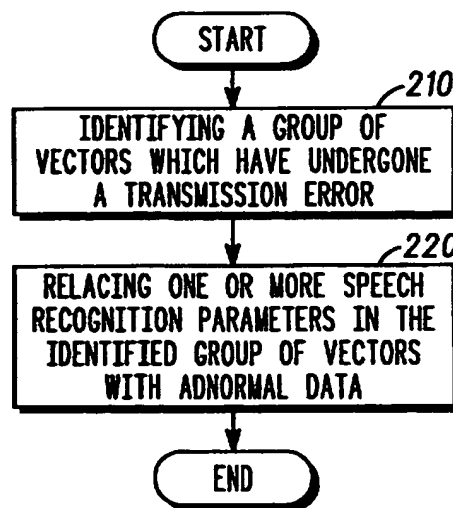 START
210
IDENTIFYING A GROUP OF
VECTORS WHICH HAVE UNDERGONE
A TRANSMISSION ERROR
220
RELACING ONE OR MORE SPEECH
RECOGNITION PARAMETERS IN THE
IDENTIFIED GROUP OF VECTORS
WITH ADNORMAL DATA
END